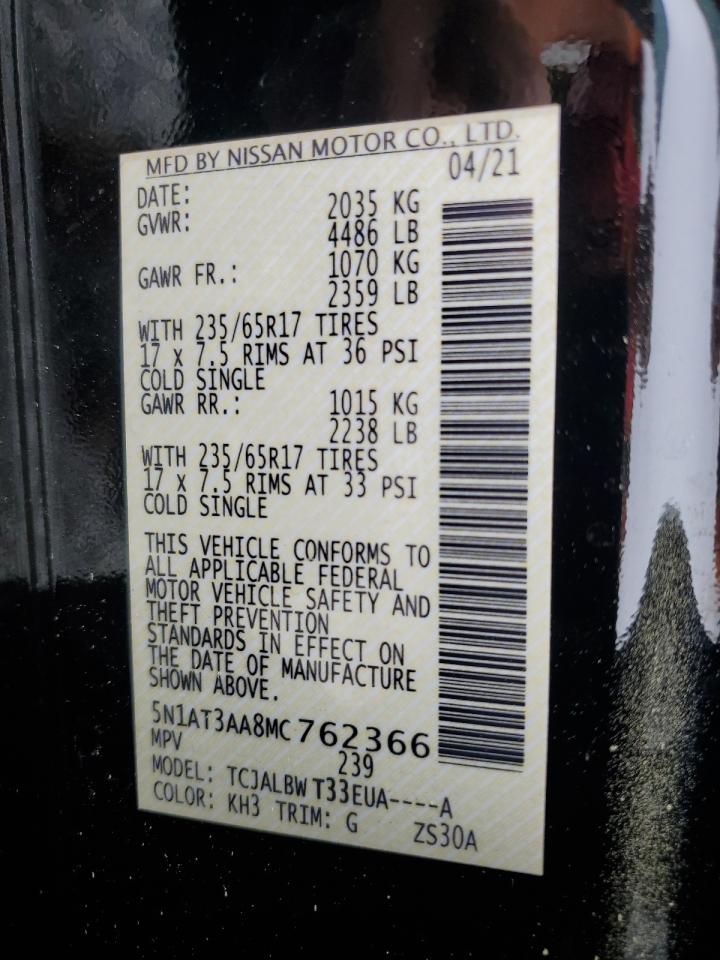 MFD BY NISSAN MOTOR CO., LTD.
DATE: 04/21
GVWR: 2035 KG
4486 LB
GAWR FR.: 1070 KG
2359 LB
WITH 235/65R17 TIRES
17 x 7.5 RIMS AT 36 PSI
COLD SINGLE
GAWR RR.: 1015 KG
2238 LB
WITH 235/65R17 TIRES
17 x 7.5 RIMS AT 33 PSI
COLD SINGLE
THIS VEHICLE CONFORMS TO
ALL APPLICABLE FEDERAL
MOTOR VEHICLE SAFETY AND
THEFT PREVENTION
STANDARDS IN EFFECT ON
THE DATE OF MANUFACTURE
SHOWN ABOVE.
5N1AT3AA8MC762366
MPV 239
MODEL: TCJALBW T33EUA----A
COLOR: KH3 TRIM: G ZS30A